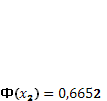 Ф(x₂) = 0,6652